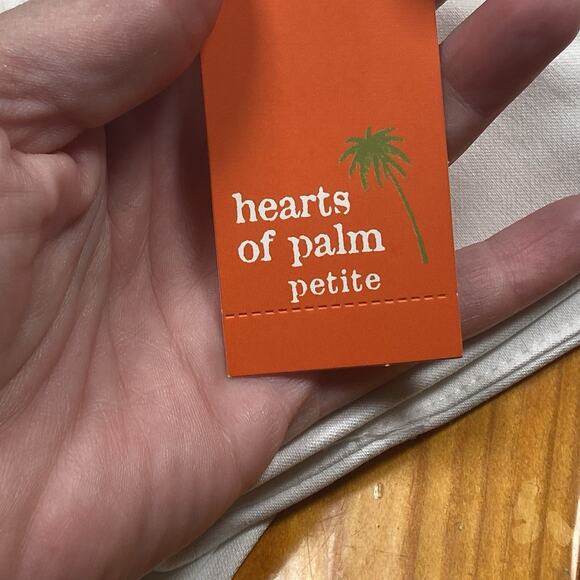 hearts
of palm
petite